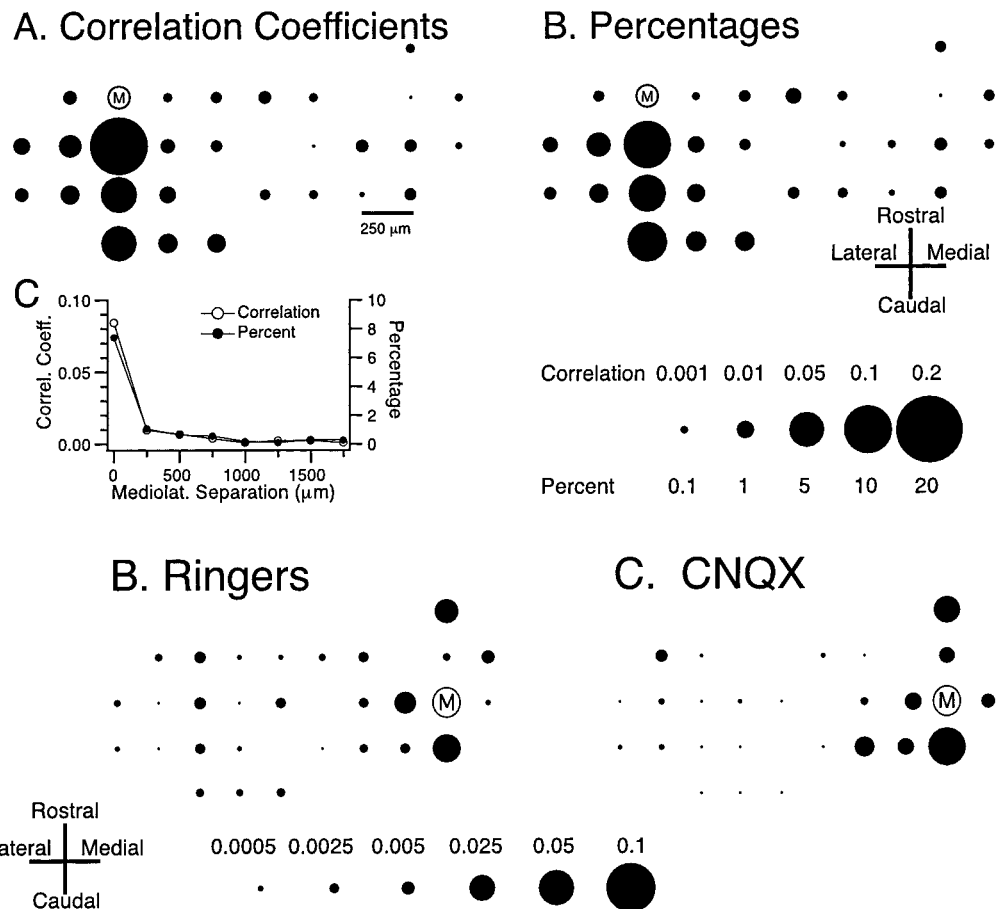 A. Correlation Coefficients
B. Percentages
M
M
250 μm
Rostral
Lateral Medial
Caudal
C
0.10
0.05
0.00
Correl. Coeff.
Correlation
Percent
10
8
6
4
2
0
Percentage
0 500 1000 1500
Mediolat. Separation (μm)
Correlation 0.001 0.01 0.05 0.1 0.2
Percent 0.1 1 5 10 20
B. Ringers
C. CNQX
M
M
Rostral
ateral Medial
Caudal
0.0005 0.0025 0.005 0.025 0.05 0.1